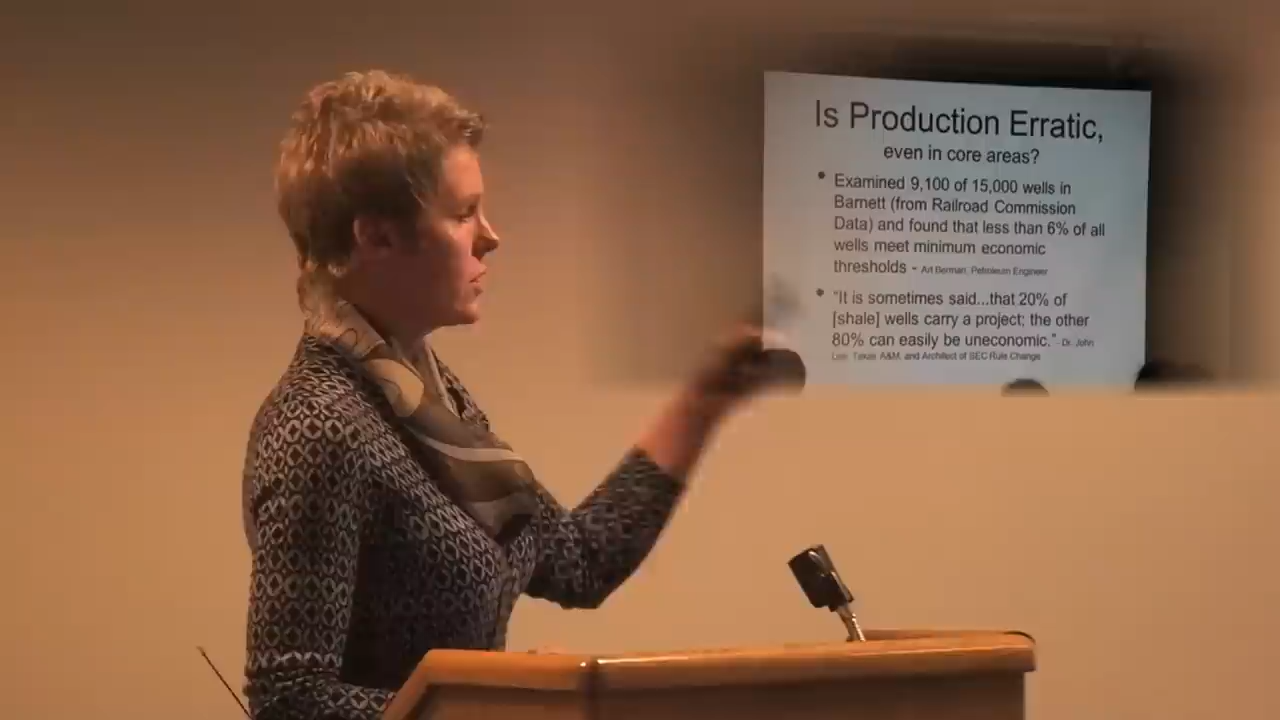 Is Production Erratic,
even in core areas?
• Examined 9,100 of 15,000 wells in
Barnett (from Railroad Commission
Data) and found that less than 6% of all
wells meet minimum economic
thresholds - Art Berman, Petroleum Engineer
• "It is sometimes said...that 20% of
[shale] wells carry a project; the other
80% can easily be uneconomic." - Dr. John
Lee, Texas A&M, and Architect of SEC Rule Change